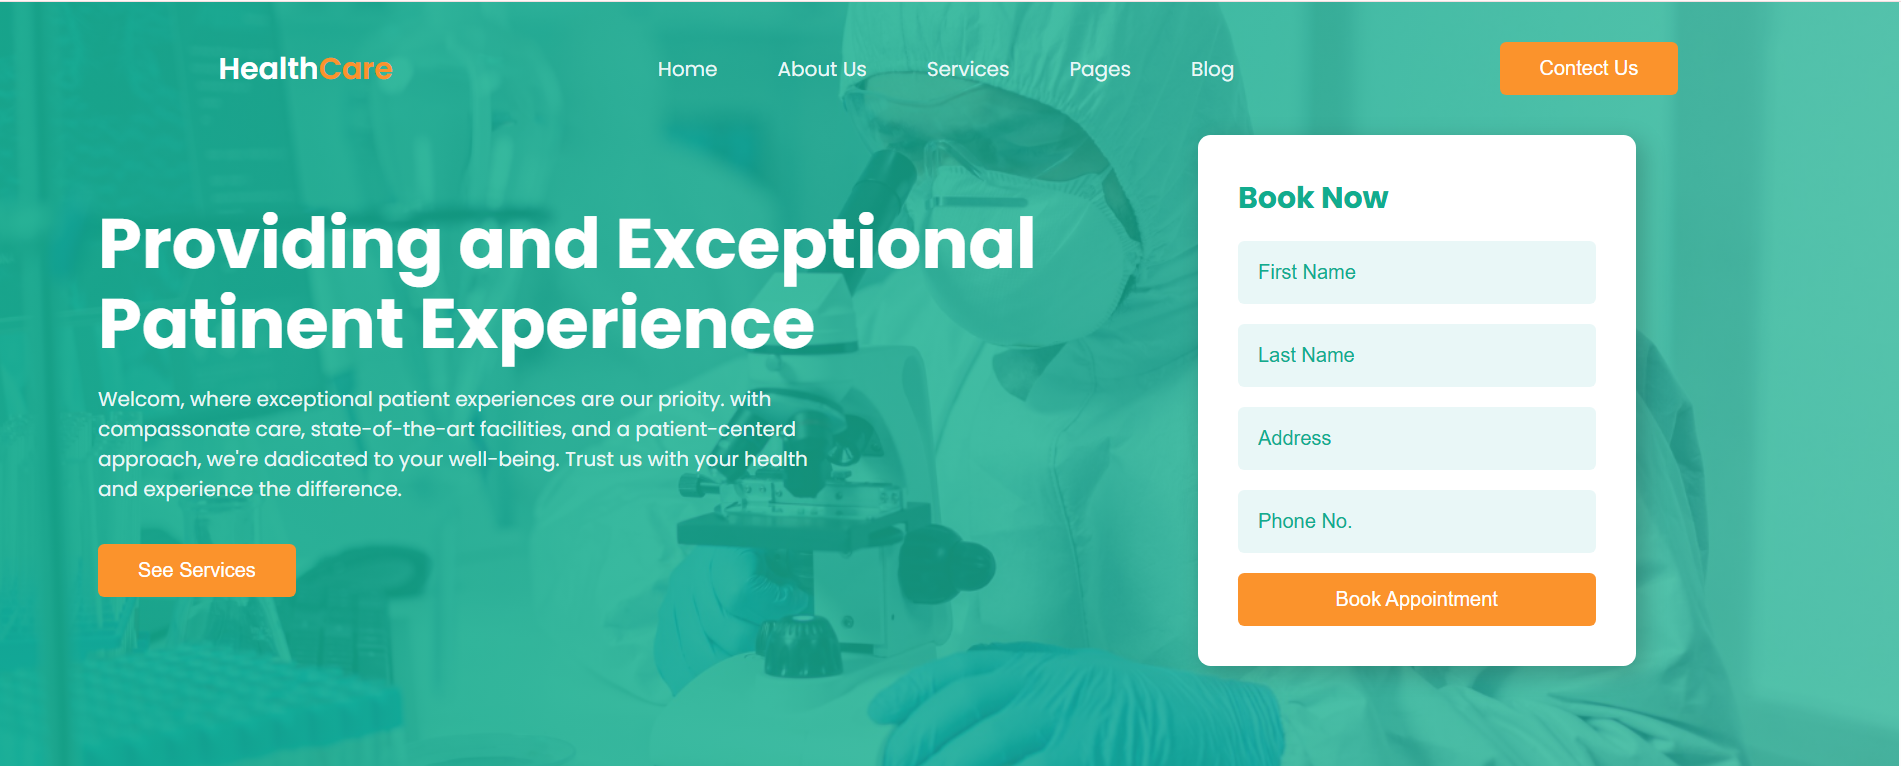 HealthCare
Home
About Us
Services
Pages
Blog
Contect Us
Providing and Exceptional
Patinent Experience
Welcom, where exceptional patient experiences are our prioity. with
compassonate care, state-of-the-art facilities, and a patient-centerd
approach, we're dadicated to your well-being. Trust us with your health
and experience the difference.
See Services
Book Now
First Name
Last Name
Address
Phone No.
Book Appointment